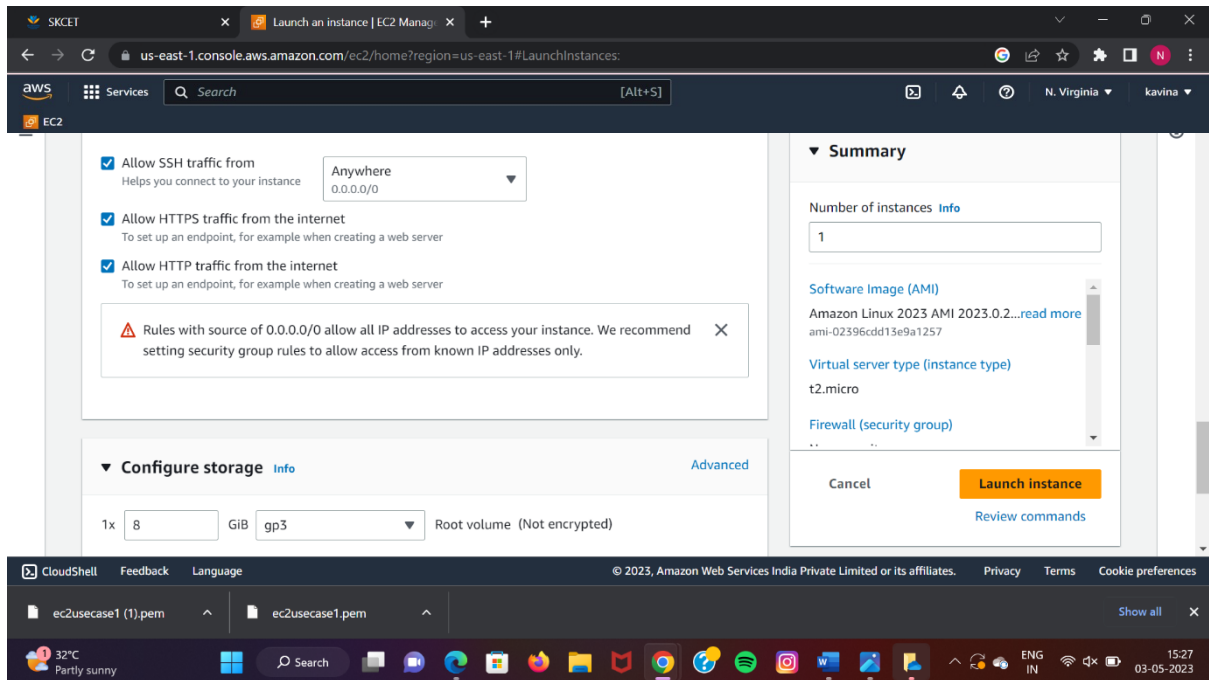 SKCET
Launch an instance | EC2 Manag
us-east-1.console.aws.amazon.com/ec2/home?region=us-east-1#LaunchInstances:
N
aws
Services
Search
[Alt+S]
N. Virginia
kavina
EC2
Allow SSH traffic from
Helps you connect to your instance
Anywhere
0.0.0.0/0
Allow HTTPS traffic from the internet
To set up an endpoint, for example when creating a web server
Allow HTTP traffic from the internet
To set up an endpoint, for example when creating a web server
Rules with source of 0.0.0.0/0 allow all IP addresses to access your instance. We recommend
setting security group rules to allow access from known IP addresses only.
Configure storage Info
Advanced
1x 8 GiB gp3 Root volume (Not encrypted)
Summary
Number of instances Info
1
Software Image (AMI)
Amazon Linux 2023 AMI 2023.0.2...read more
ami-02396cdd13e9a1257
Virtual server type (instance type)
t2.micro
Firewall (security group)
Cancel
Launch instance
Review commands
CloudShell Feedback Language
© 2023, Amazon Web Services India Private Limited or its affiliates. Privacy Terms Cookie preferences
ec2usecase1 (1).pem
ec2usecase1.pem
Show all
1
32°C
Partly sunny
Search
ENG
IN
15:27
03-05-2023